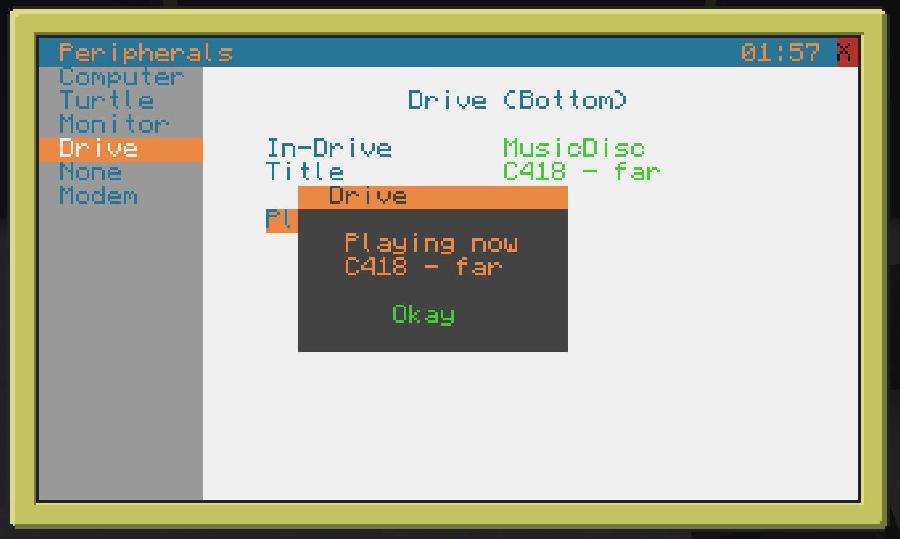 Peripherals 01:57 X
Computer
Turtle
Monitor
Drive
None
Modem
Drive (Bottom)
In-Drive MusicDisc
Title C418 - far
Pl
Drive
Playing now
C418 - far
Okay